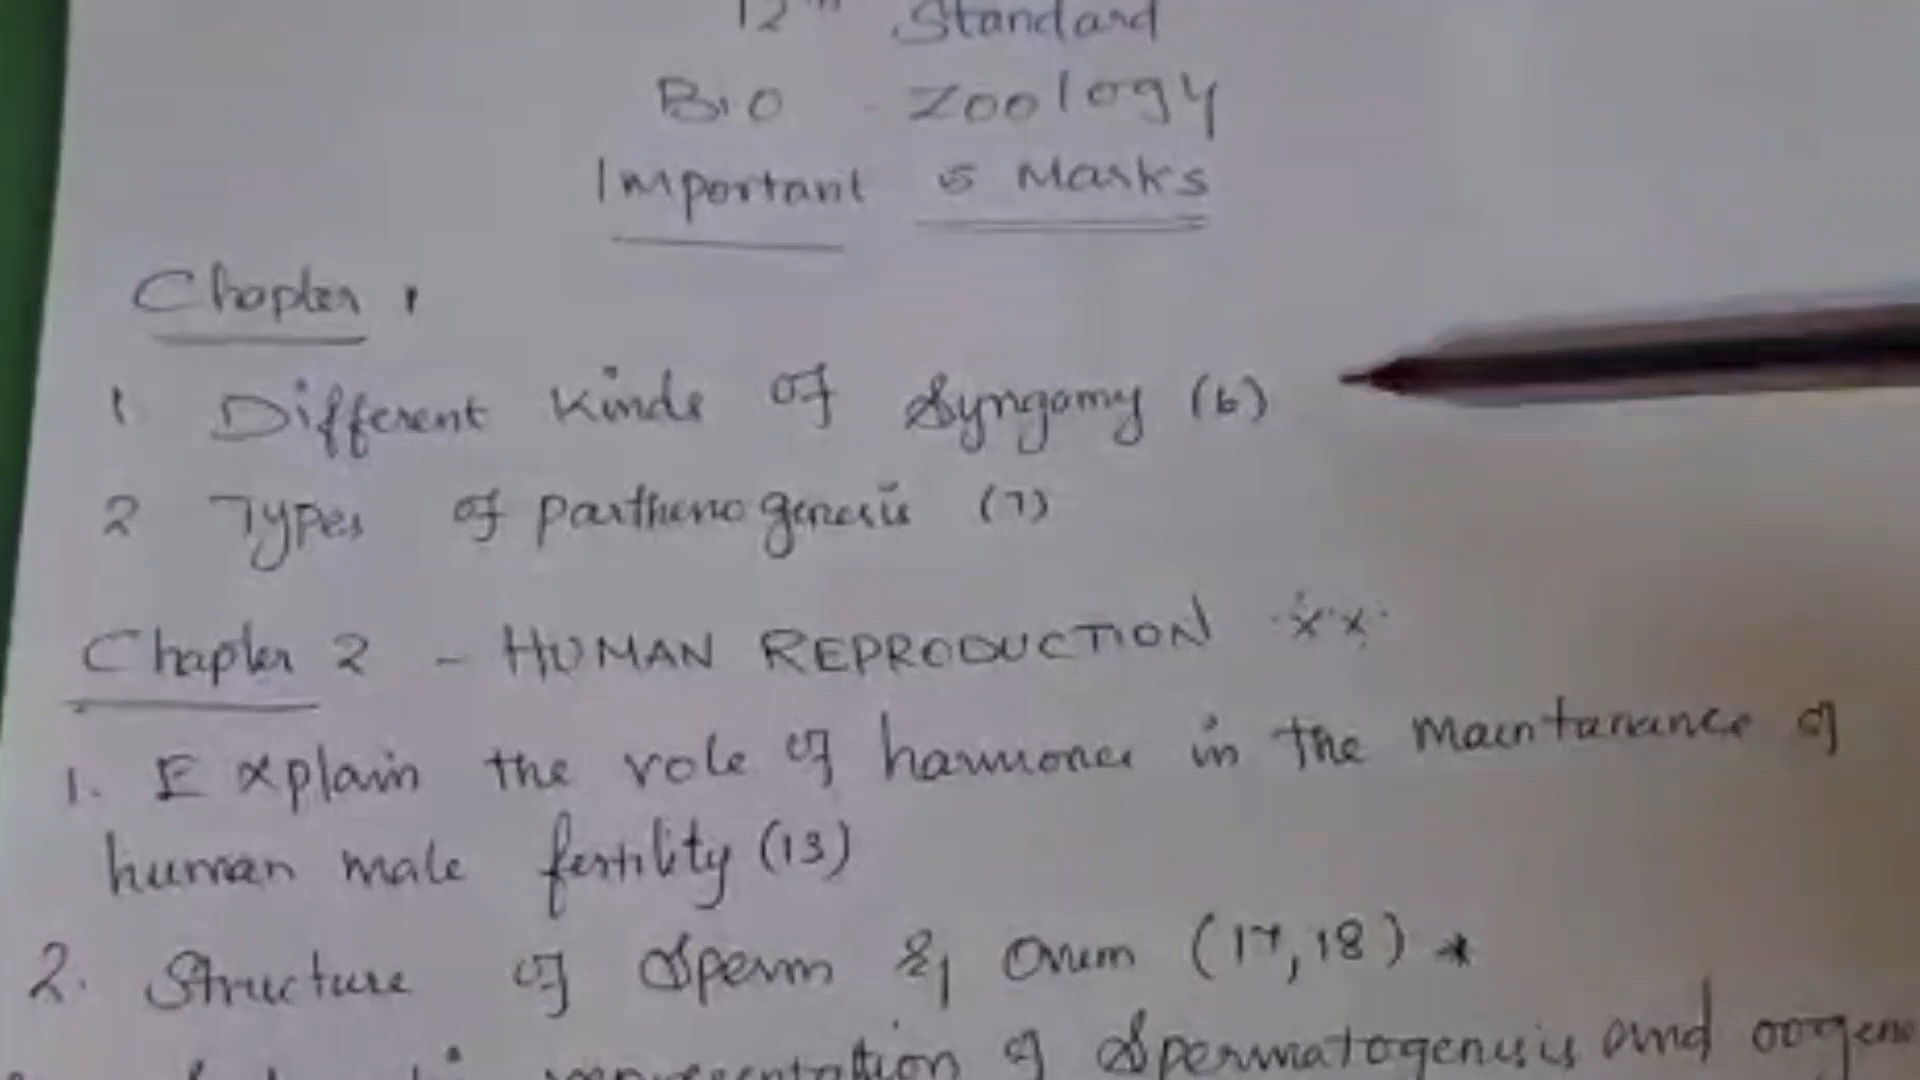 12th Standard
Bio - Zoology
Important 5 Marks
Chapter 1
1. Different Kinds of Syngamy (6)
2 Types of parthenogenesis (7)
Chapter 2 - HUMAN REPRODUCTION **
1. Explain the role of harmones in the maintanance of
human male fertility (13)
2. Structure of Sperm & Ovum (17,18) *
representation of Spermatogenesis and oogene